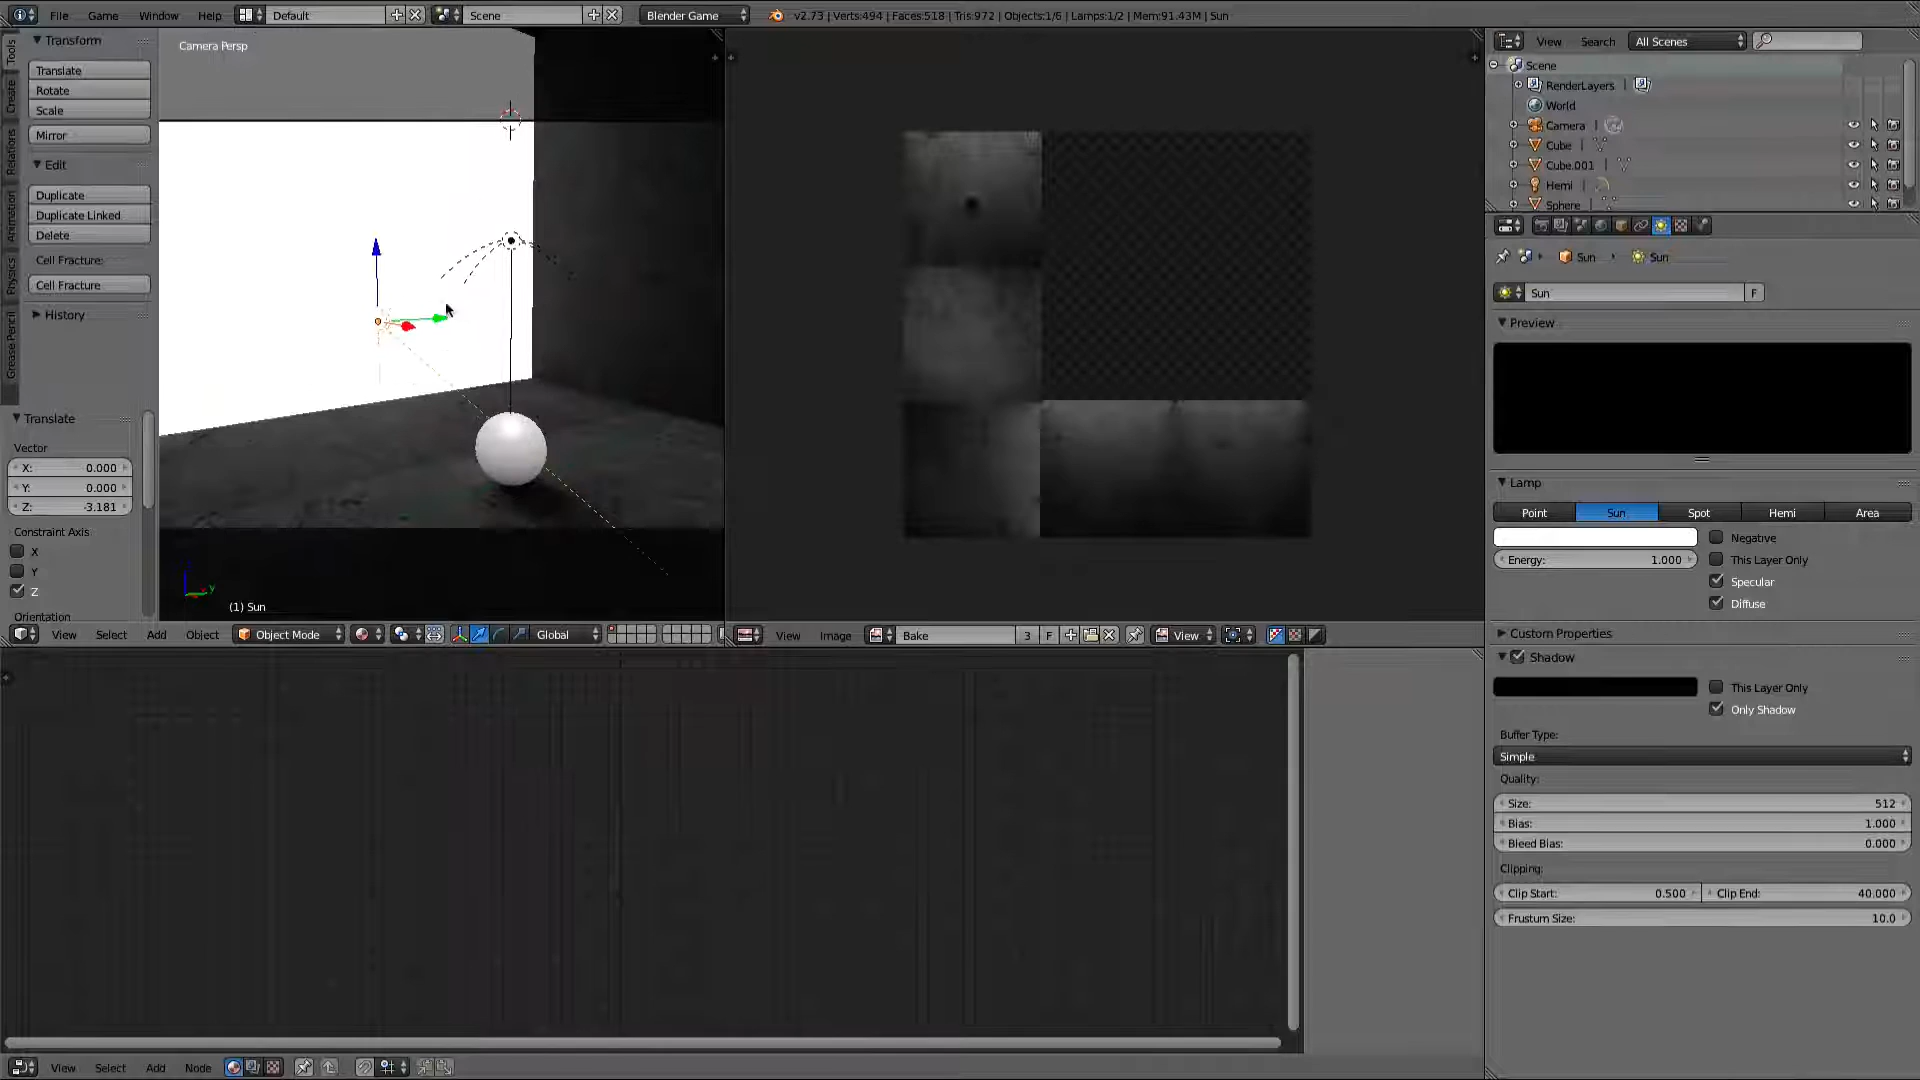 File Game Window Help Default Scene Blender Game v2.73 | Verts:494 | Faces:518 | Tris:972 | Objects:1/6 | Lamps:1/2 | Mem:91.43M | Sun
Tools
Create
Relations
Animation
Physics
Grease Pencil
Transform
Translate
Rotate
Scale
Mirror
Edit
Duplicate
Duplicate Linked
Delete
Cell Fracture:
Cell Fracture
History
Translate
Vector
X: 0.000
Y: 0.000
Z: -3.181
Constraint Axis
X
Y
Z
Orientation
Camera Persp
y
(1) Sun
View Select Add Object Object Mode Global
View Image Bake 3 F View
View Select Add Node
View Search All Scenes
Scene
RenderLayers
World
Camera
Cube
Cube.001
Hemi
Sphere
Sun Sun
Sun F
Preview
Lamp
Point Sun Spot Hemi Area
Negative
Energy: 1.000 This Layer Only
Specular
Diffuse
Custom Properties
Shadow
This Layer Only
Only Shadow
Buffer Type:
Simple
Quality:
Size: 512
Bias: 1.000
Bleed Bias: 0.000
Clipping:
Clip Start: 0.500 Clip End: 40.000
Frustum Size: 10.0